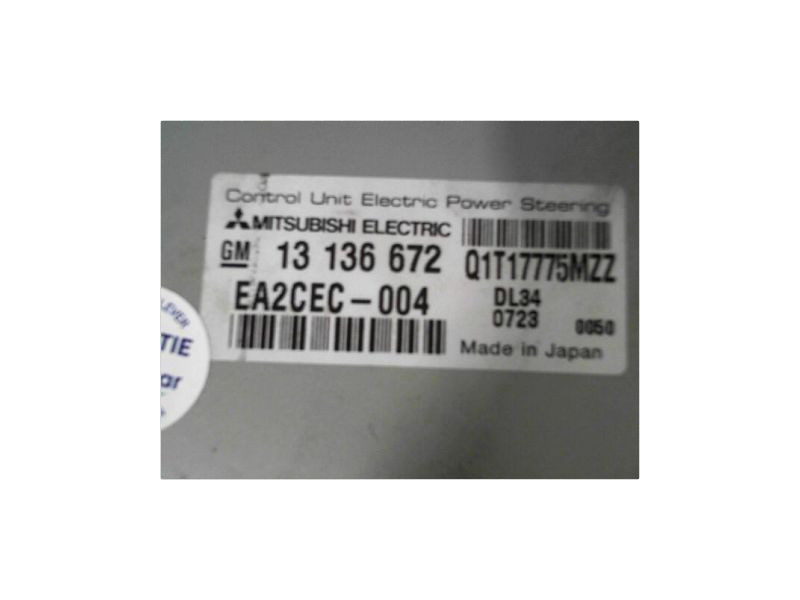 Control Unit Electric Power Steering
MITSUBISHI ELECTRIC
GM 13 136 672
Q1T17775MZZ
EA2CEC-004
DL34
0723 0050
Made in Japan
LEVER
TIE
ar